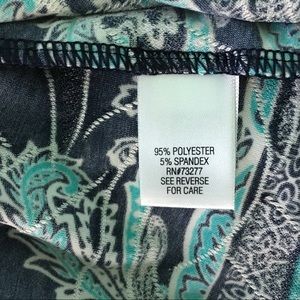 95% POLYESTER
5% SPANDEX
RN#73277
SEE REVERSE
FOR CARE